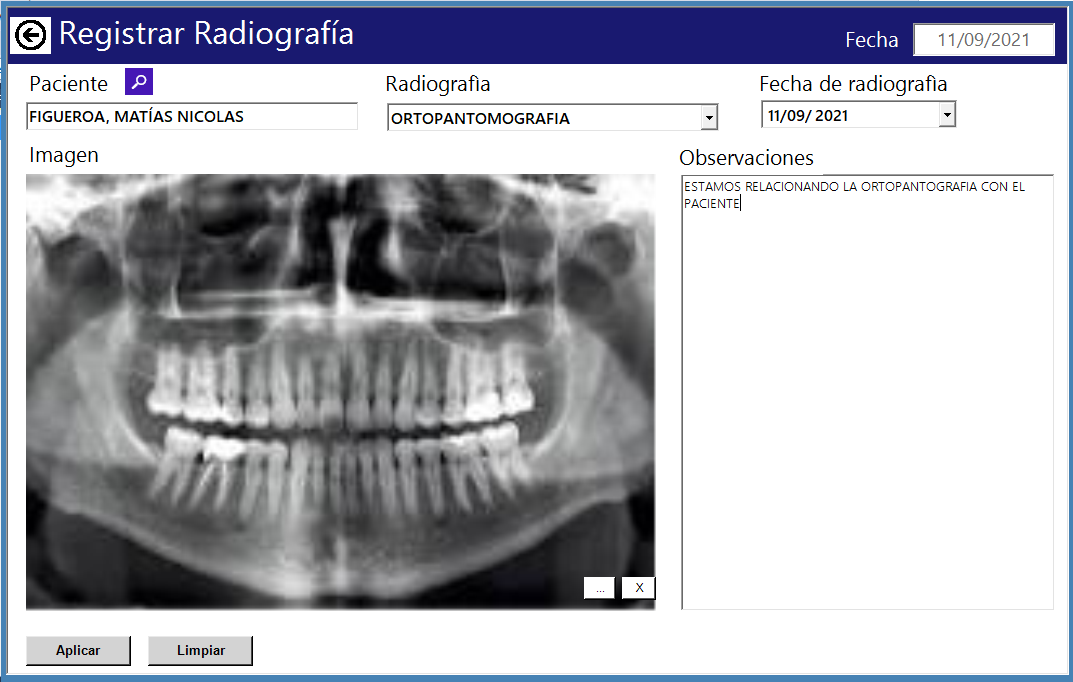 Registrar Radiografía
Fecha 11/09/2021
Paciente
Radiografìa
Fecha de radiografìa
FIGUEROA, MATÍAS NICOLAS
ORTOPANTOMOGRAFIA
11/09/ 2021
Imagen
Observaciones
ESTAMOS RELACIONANDO LA ORTOPANTOGRAFIA CON EL
PACIENTE
... X
Aplicar
Limpiar